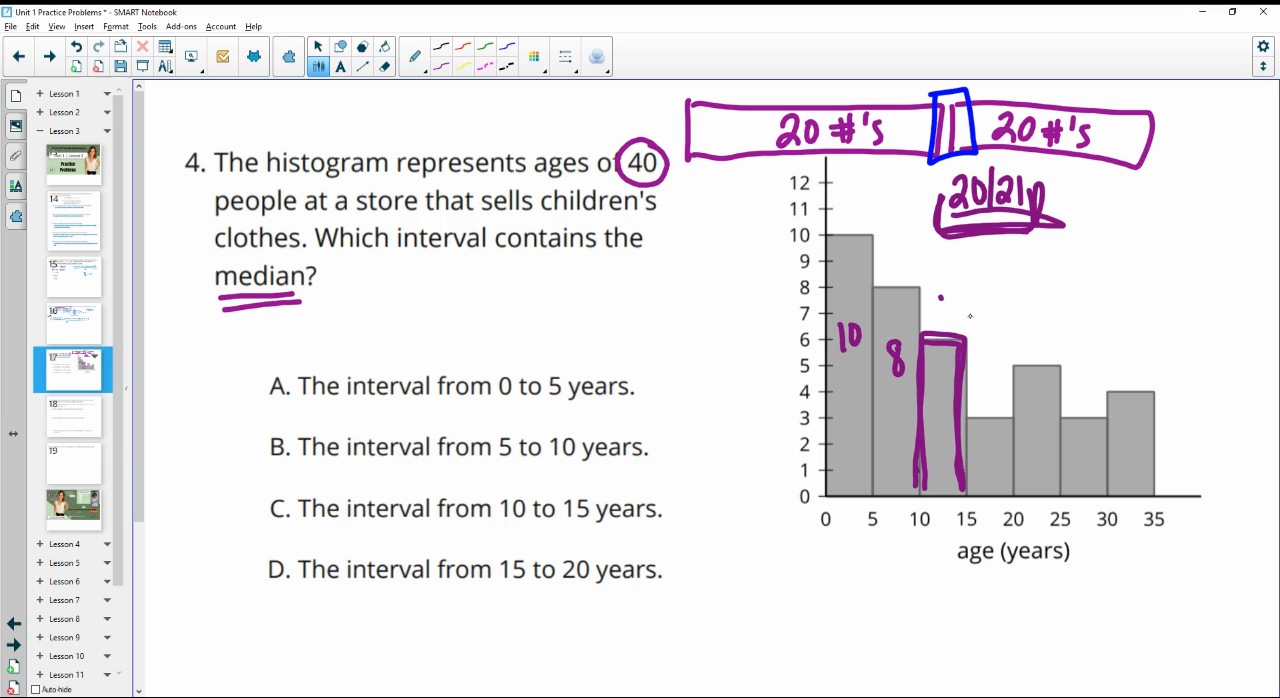 Unit 1 Practice Problems * - SMART Notebook
File Edit View Insert Format Tools Add-ons Account Help
Lesson 1
Lesson 2
Lesson 3
Practice
Problems
14
15
16
17
18
19
Lesson 4
Lesson 5
Lesson 6
Lesson 7
Lesson 8
Lesson 9
Lesson 10
Lesson 11
Auto-hide
4. The histogram represents ages of 40
people at a store that sells children's
clothes. Which interval contains the
median?
A. The interval from 0 to 5 years.
B. The interval from 5 to 10 years.
C. The interval from 10 to 15 years.
D. The interval from 15 to 20 years.
20 #'s 20 #'s
20/21
12
11
10
9
8
7
6
5
4
3
2
1
0
10
8
0 5 10 15 20 25 30 35
age (years)